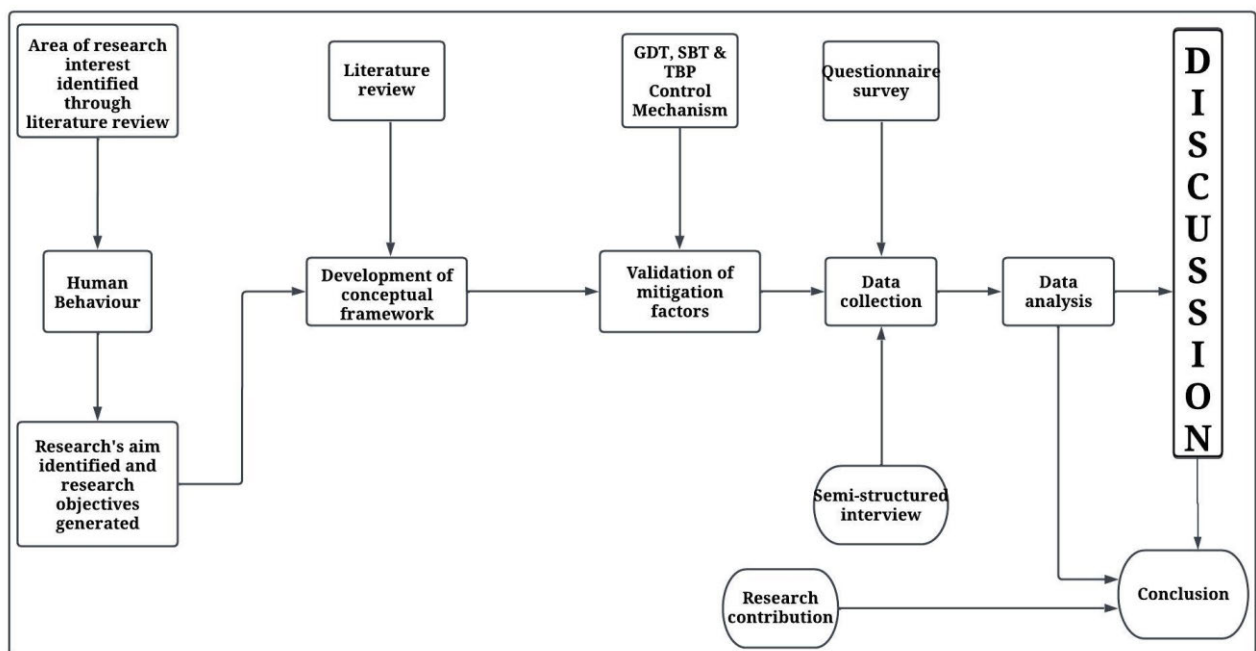 Area of research
interest
identified
through
literature review
Literature
review
GDT, SBT &
TBP
Control
Mechanism
Questionnaire
survey
DISCUSSION
Human
Behaviour
Development of
conceptual
framework
Validation of
mitigation
factors
Data
collection
Data
analysis
Research's aim
identified and
research
objectives
generated
Semi-structured
interview
Research
contribution
Conclusion